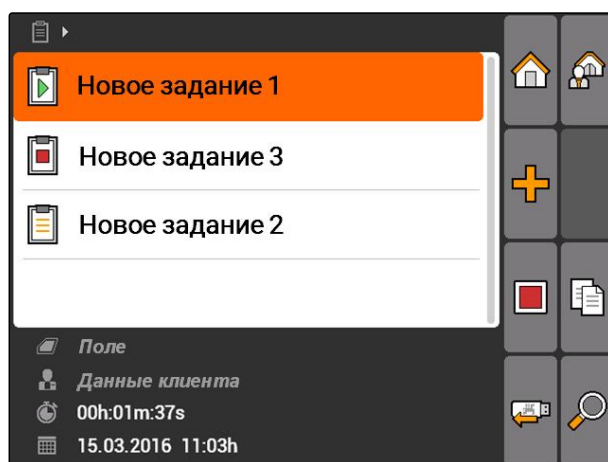 Новое задание 1
Новое задание 3
Новое задание 2
Поле
Данные клиента
00h:01m:37s
15.03.2016 11:03h